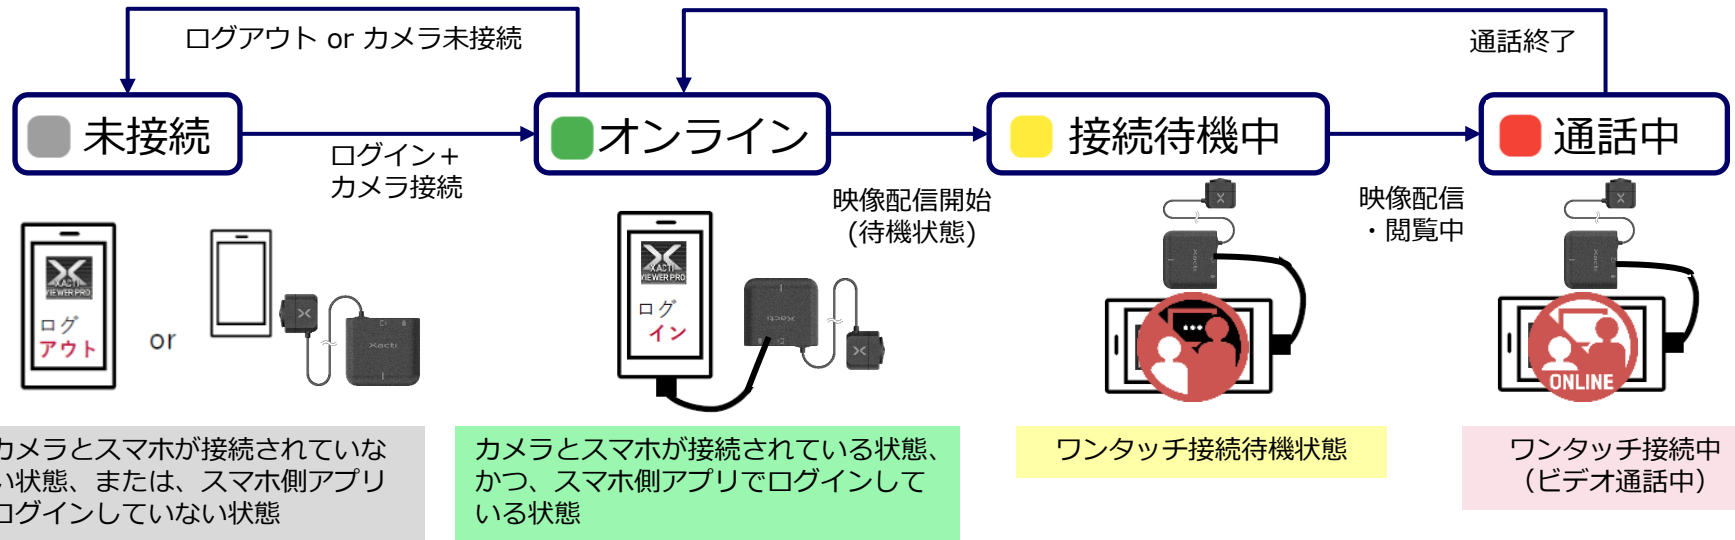 ログアウト or カメラ未接続
通話終了
未接続
オンライン
接続待機中
通話中
ログイン＋
カメラ接続
映像配信開始
(待機状態)
映像配信
・閲覧中
XACTI
VIEWER PRO
ログ
アウト
or
Xacti
XACTI
VIEWER PRO
ログ
イン
Xacti
Xacti
Xacti
ONLINE
カメラとスマホが接続されていな
い状態、または、スマホ側アプリ
ログインしていない状態
カメラとスマホが接続されている状態、
かつ、スマホ側アプリでログインして
いる状態
ワンタッチ接続待機状態
ワンタッチ接続中
（ビデオ通話中）